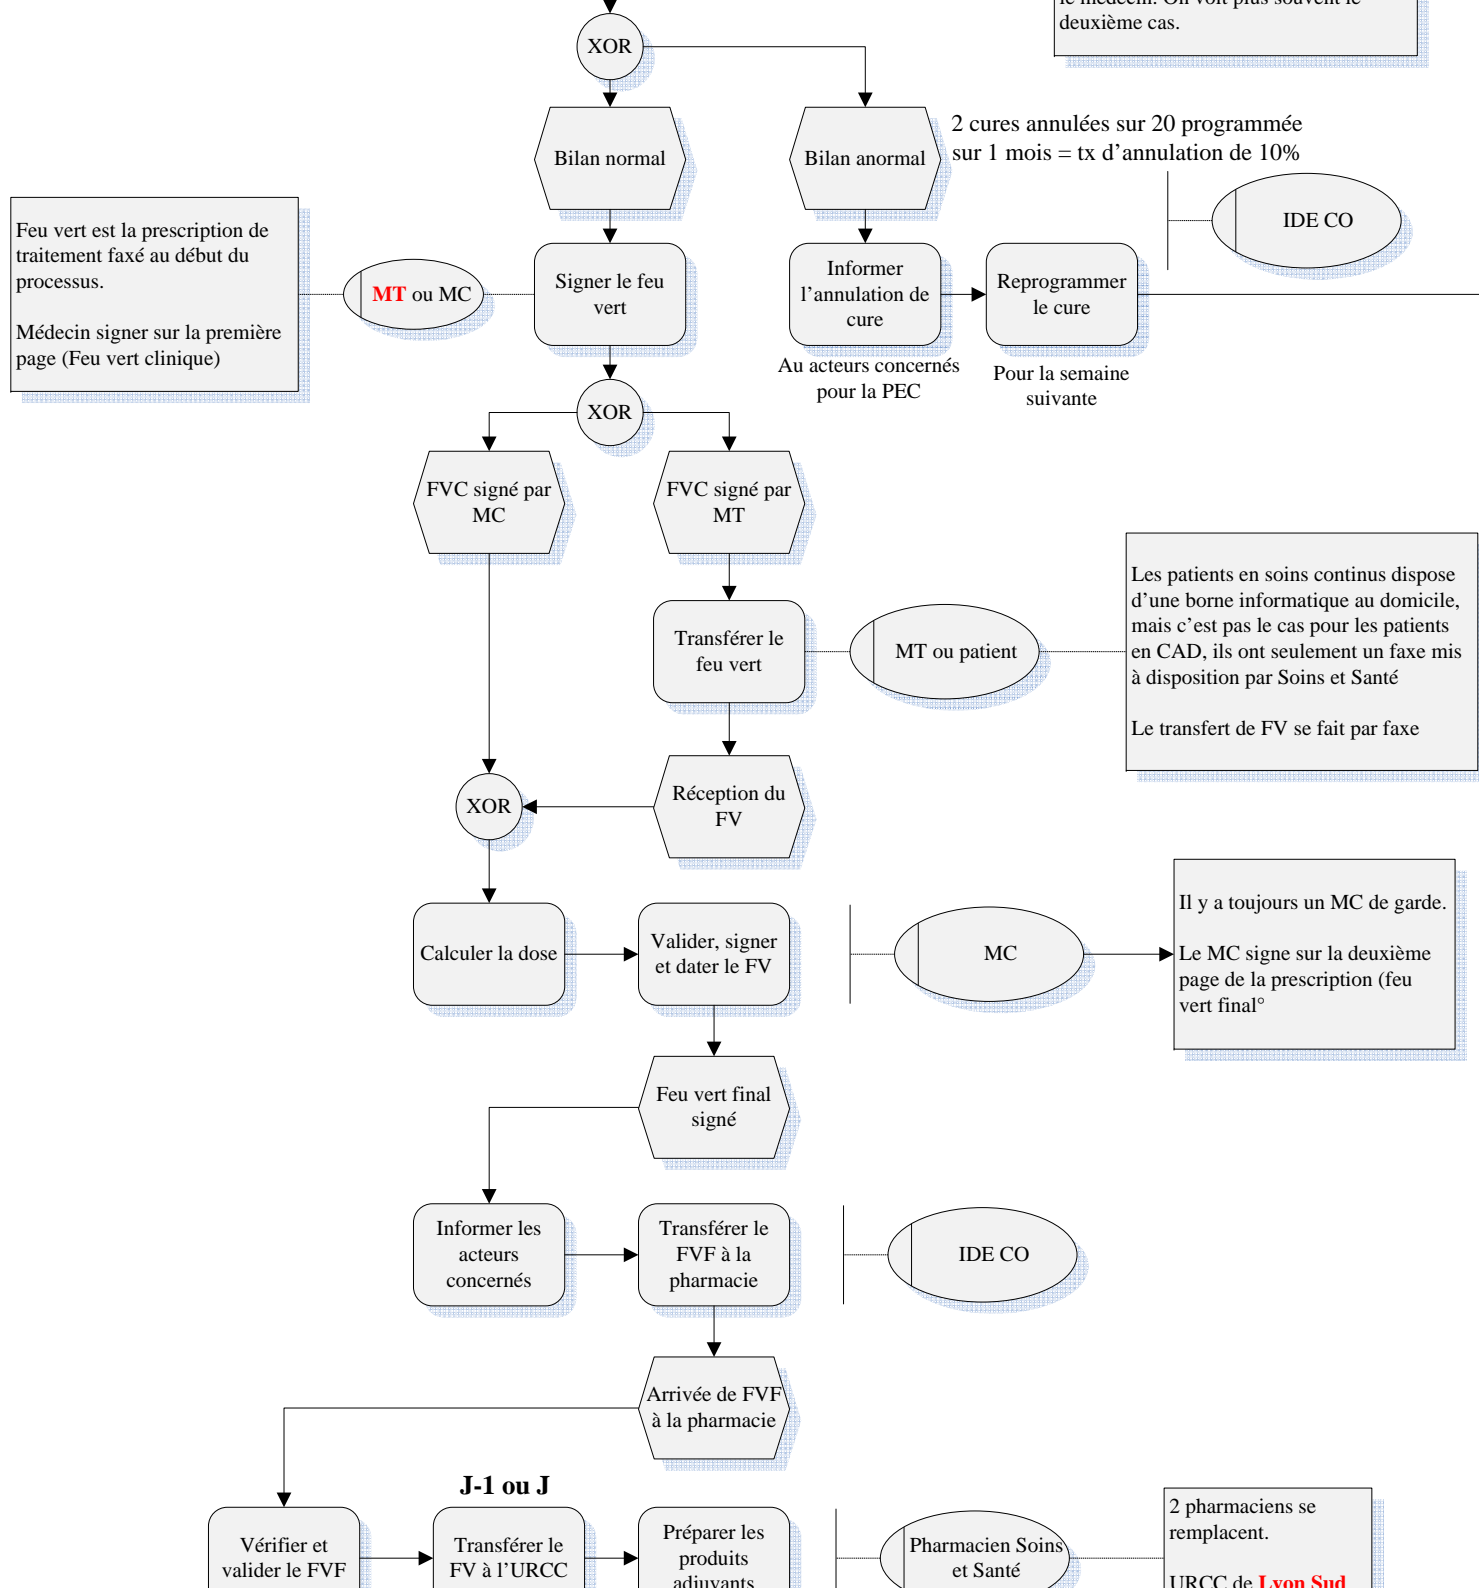 le médecin. On voit plus souvent le
deuxième cas.
XOR
Bilan normal
Bilan anormal
2 cures annulées sur 20 programmée
sur 1 mois = tx d’annulation de 10%
IDE CO
Feu vert est la prescription de
traitement faxé au début du
processus.
Médecin signer sur la première
page (Feu vert clinique)
MT ou MC
Signer le feu
vert
Informer
l’annulation de
cure
Reprogrammer
le cure
Au acteurs concernés
pour la PEC
Pour la semaine
suivante
XOR
FVC signé par
MC
FVC signé par
MT
Transférer le
feu vert
MT ou patient
Les patients en soins continus dispose
d’une borne informatique au domicile,
mais c’est pas le cas pour les patients
en CAD, ils ont seulement un faxe mis
à disposition par Soins et Santé
Le transfert de FV se fait par faxe
XOR
Réception du
FV
Calculer la dose
Valider, signer
et dater le FV
MC
Il y a toujours un MC de garde.
Le MC signe sur la deuxième
page de la prescription (feu
vert final°
Feu vert final
signé
Informer les
acteurs
concernés
Transférer le
FVF à la
pharmacie
IDE CO
Arrivée de FVF
à la pharmacie
J-1 ou J
Vérifier et
valider le FVF
Transférer le
FV à l’URCC
Préparer les
produits
adjuvants
Pharmacien Soins
et Santé
2 pharmaciens se
remplacent.
URCC de Lyon Sud